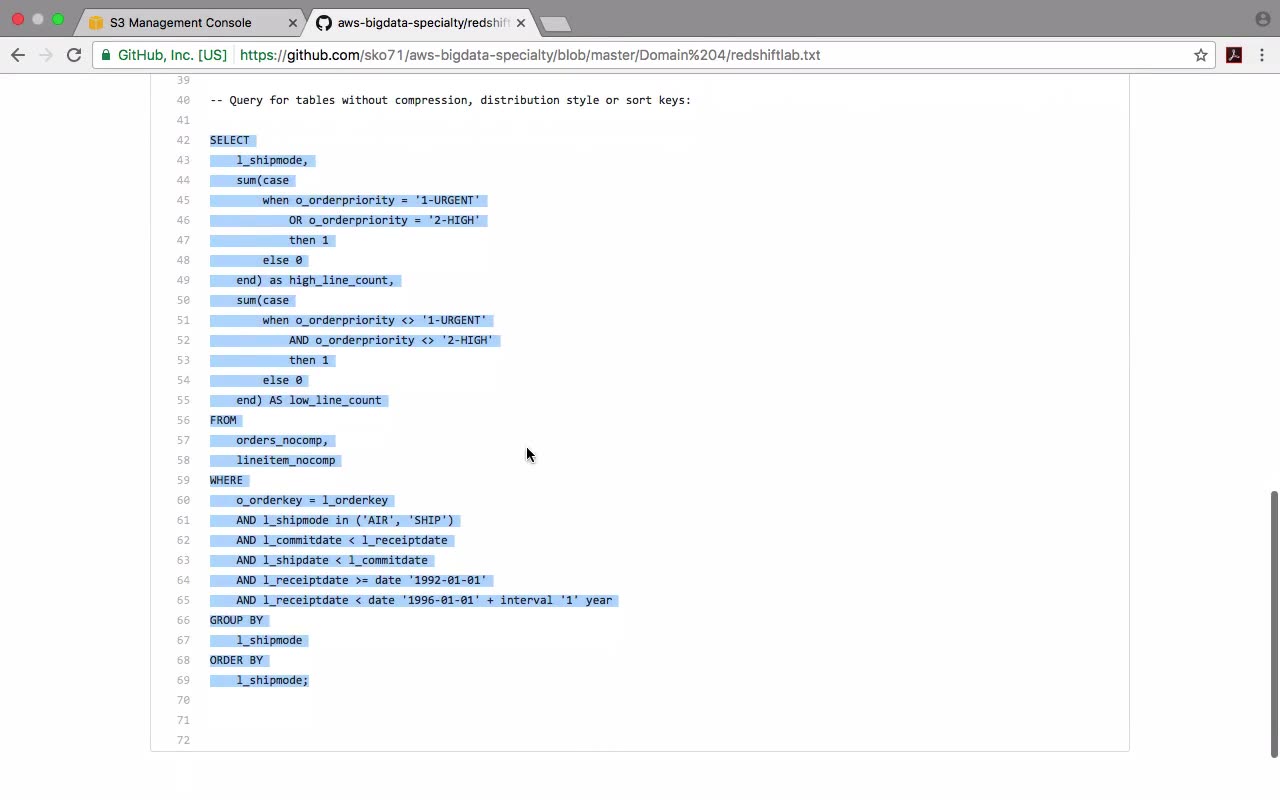 S3 Management Console
aws-bigdata-specialty/redshift
GitHub, Inc. [US] https://github.com/sko71/aws-bigdata-specialty/blob/master/Domain%204/redshiftlab.txt
39
40 -- Query for tables without compression, distribution style or sort keys:
41
42 SELECT
43     l_shipmode,
44     sum(case
45         when o_orderpriority = '1-URGENT'
46             OR o_orderpriority = '2-HIGH'
47             then 1
48         else 0
49     end) as high_line_count,
50     sum(case
51         when o_orderpriority <> '1-URGENT'
52             AND o_orderpriority <> '2-HIGH'
53             then 1
54         else 0
55     end) AS low_line_count
56 FROM
57     orders_nocomp,
58     lineitem_nocomp
59 WHERE
60     o_orderkey = l_orderkey
61     AND l_shipmode in ('AIR', 'SHIP')
62     AND l_commitdate < l_receiptdate
63     AND l_shipdate < l_commitdate
64     AND l_receiptdate >= date '1992-01-01'
65     AND l_receiptdate < date '1996-01-01' + interval '1' year
66 GROUP BY
67     l_shipmode
68 ORDER BY
69     l_shipmode;
70
71
72